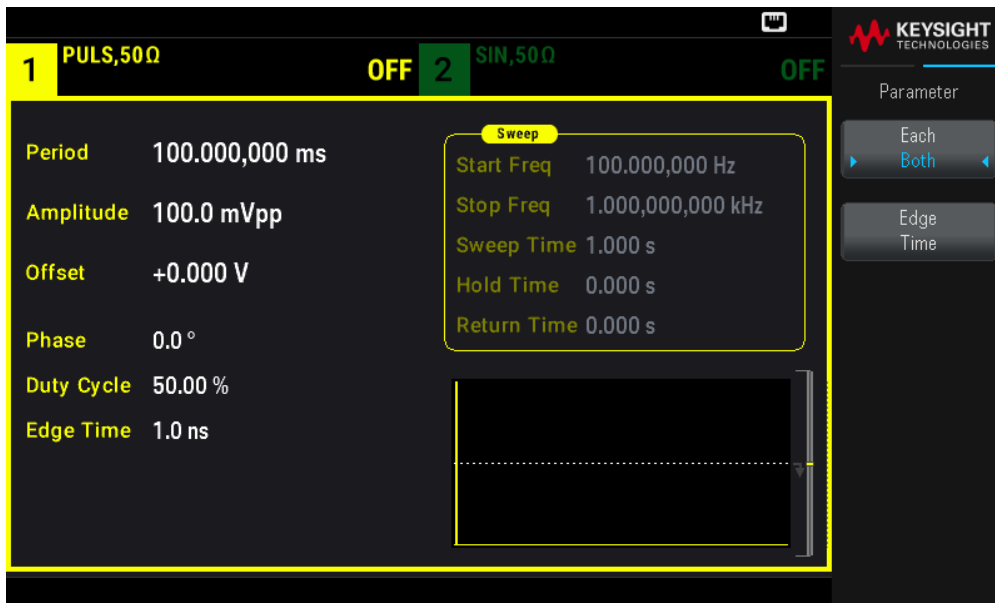 KEYSIGHT
TECHNOLOGIES
1 PULS,50Ω OFF
2 SIN,50Ω OFF
Period 100.000,000 ms
Amplitude 100.0 mVpp
Offset +0.000 V
Phase 0.0 °
Duty Cycle 50.00 %
Edge Time 1.0 ns
Sweep
Start Freq 100.000,000 Hz
Stop Freq 1.000,000,000 kHz
Sweep Time 1.000 s
Hold Time 0.000 s
Return Time 0.000 s
Parameter
Each
Both
Edge
Time